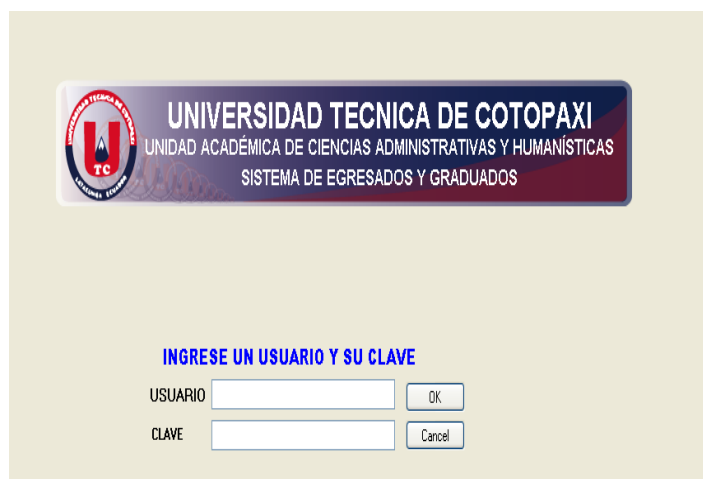 UNIVERSIDAD TECNICA DE COTOPAXI
UNIDAD ACADÉMICA DE CIENCIAS ADMINISTRATIVAS Y HUMANÍSTICAS
SISTEMA DE EGRESADOS Y GRADUADOS
UTC
INGRESE UN USUARIO Y SU CLAVE
USUARIO
OK
CLAVE
Cancel